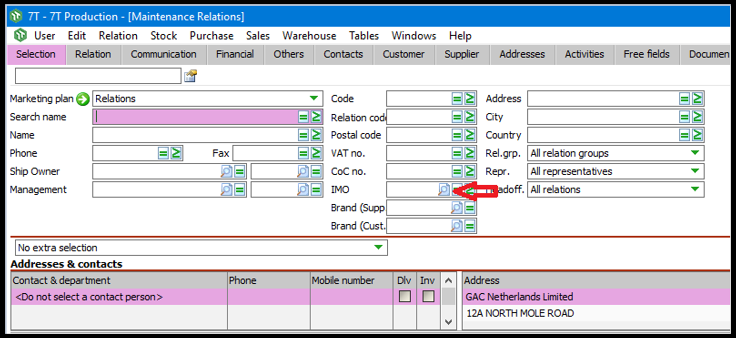 7T - 7T Production - [Maintenance Relations]
User Edit Relation Stock Purchase Sales Warehouse Tables Windows Help
Selection Relation Communication Financial Others Contacts Customer Supplier Addresses Activities Free fields Documen
Marketing plan Relations Code Address
Search name Relation code City
Name Postal code Country
Phone Fax VAT no. Rel.grp. All relation groups
Ship Owner CoC no. Repr. All representatives
Management IMO adoff. All relations
Brand (Supp
Brand (Cust.
No extra selection
Addresses & contacts
Contact & department Phone Mobile number Dlv Inv Address
<Do not select a contact person> GAC Netherlands Limited
12A NORTH MOLE ROAD